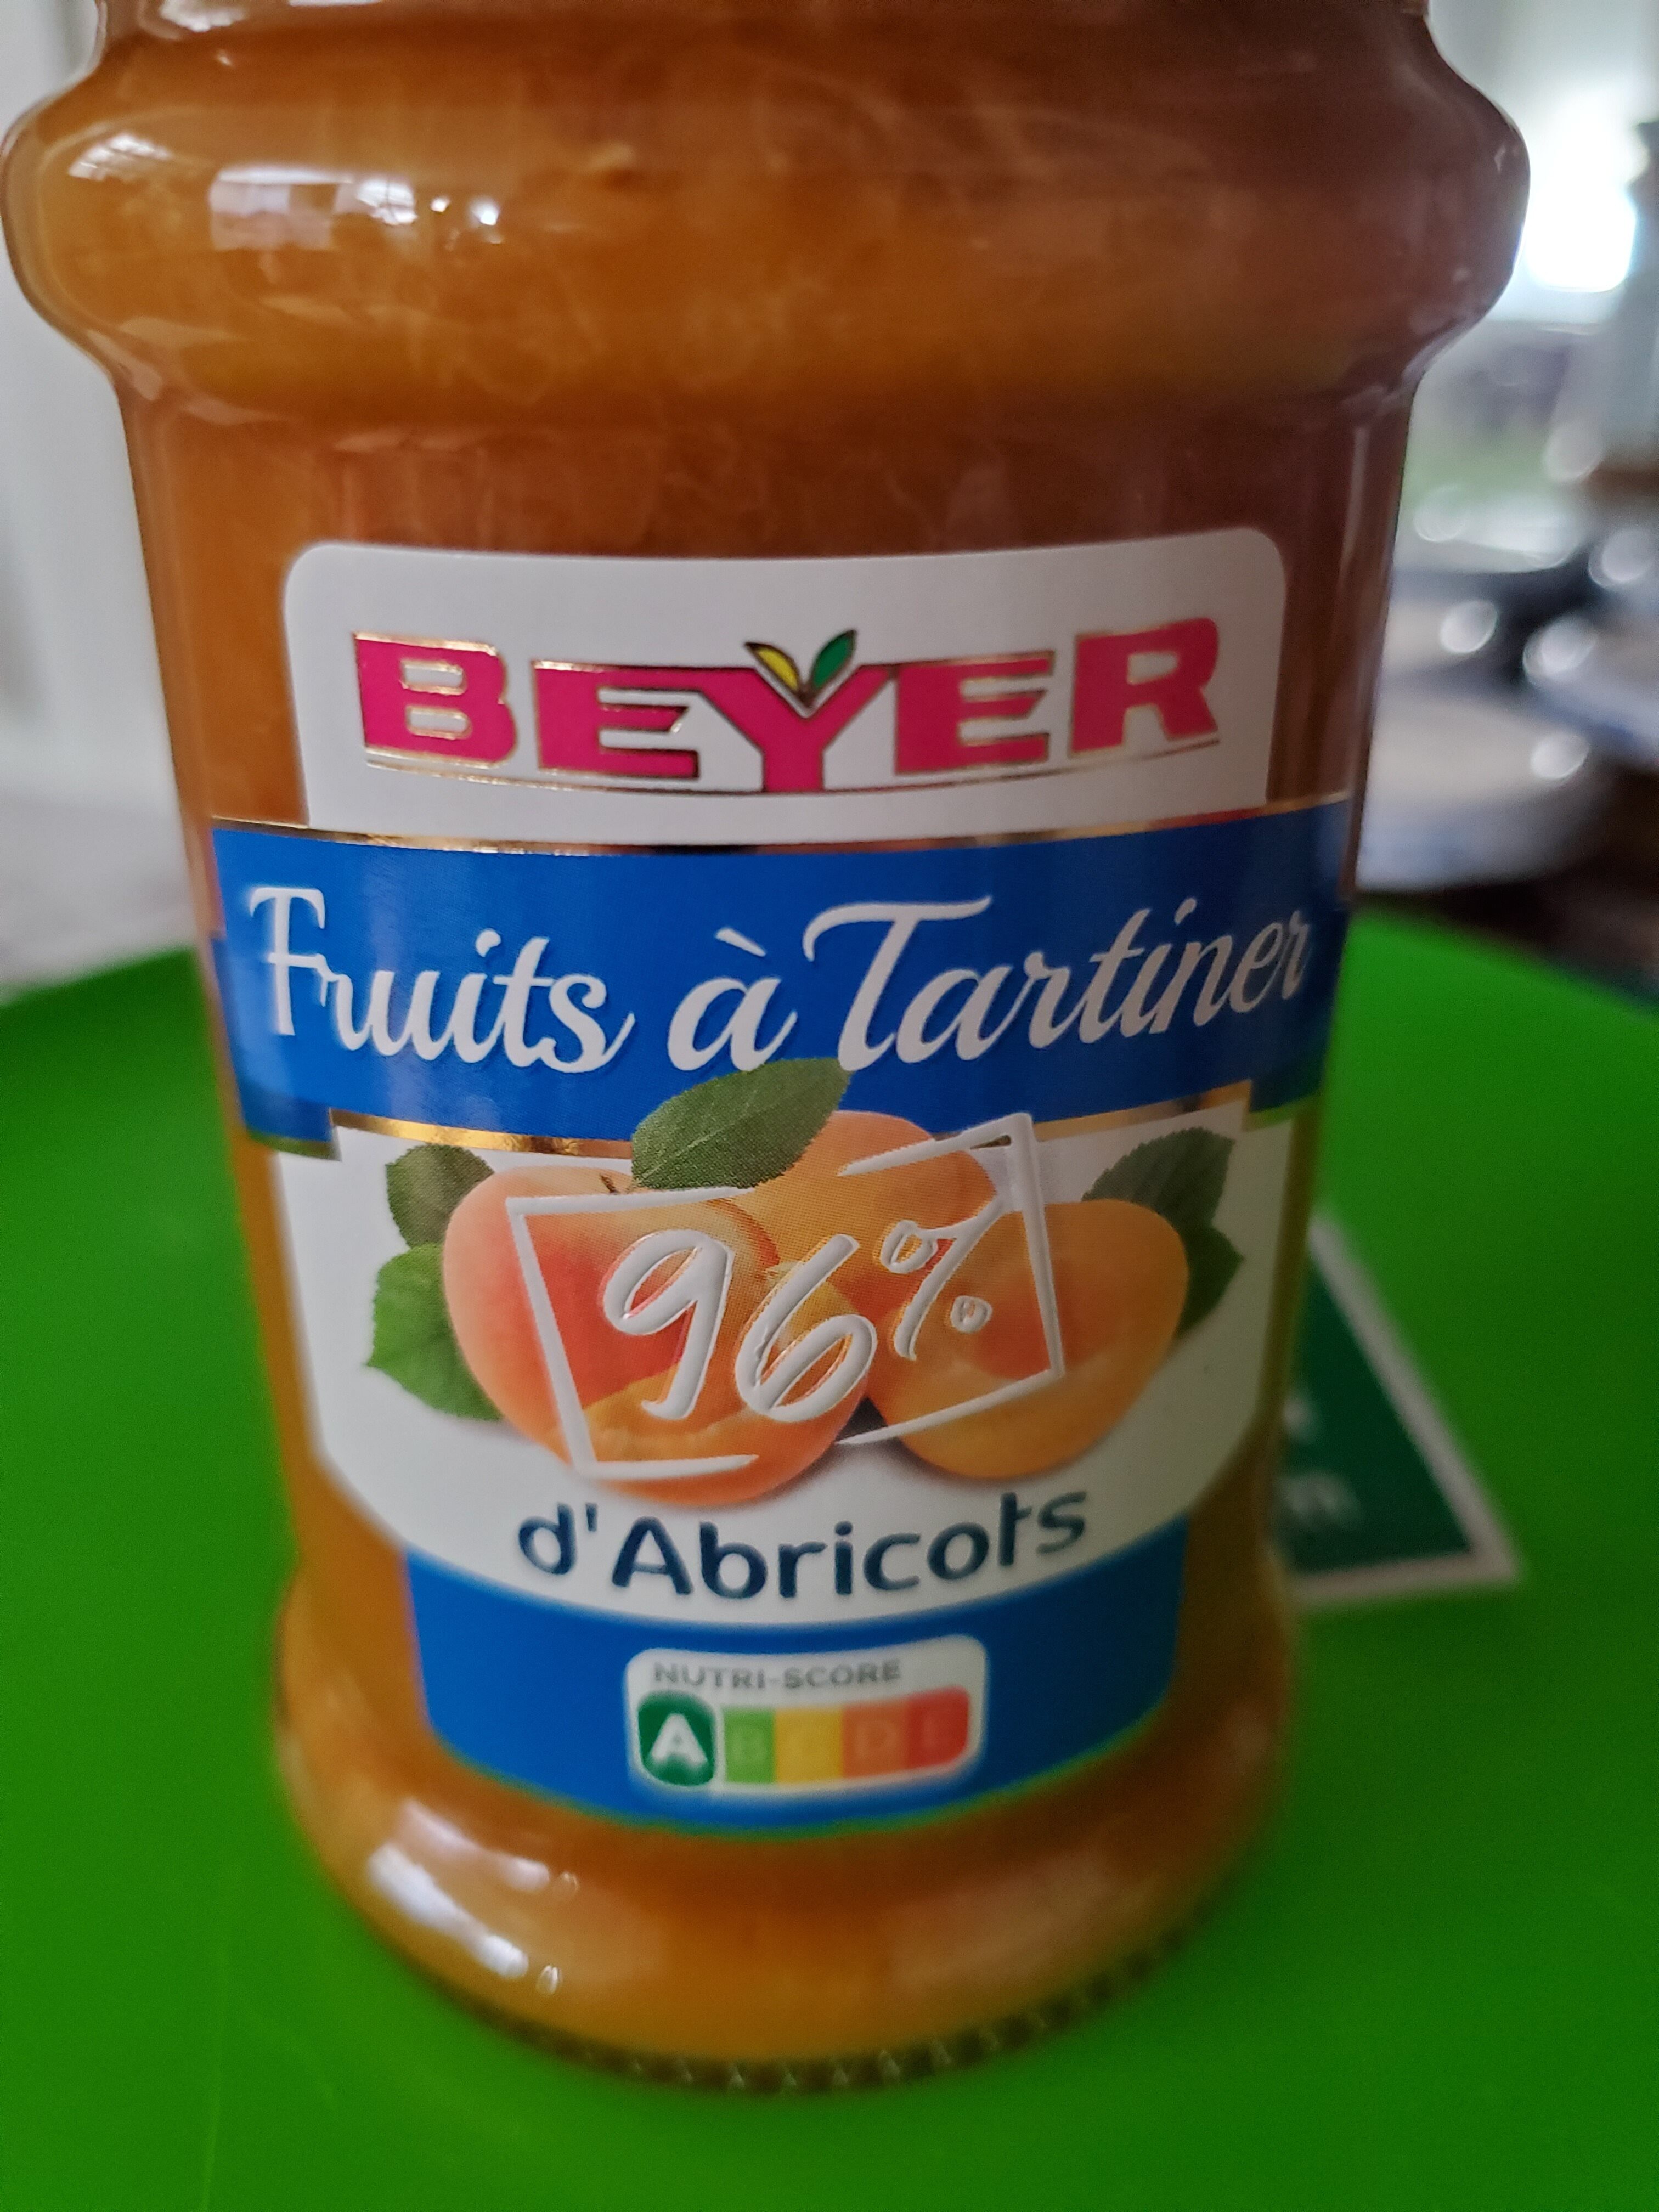 BEYER
Fruits à Tartiner
96%
d'Abricots
NUTRI-SCORE
A B C D E